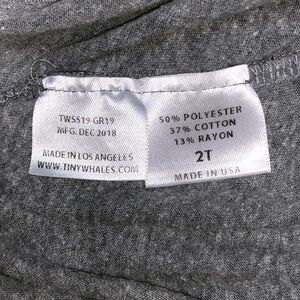 TWSS19-GR19
MFG. DEC 2018
MADE IN LOS ANGELES
WWW.TINYWHALES.COM
50% POLYESTER
37% COTTON
13% RAYON
2T
MADE IN USA